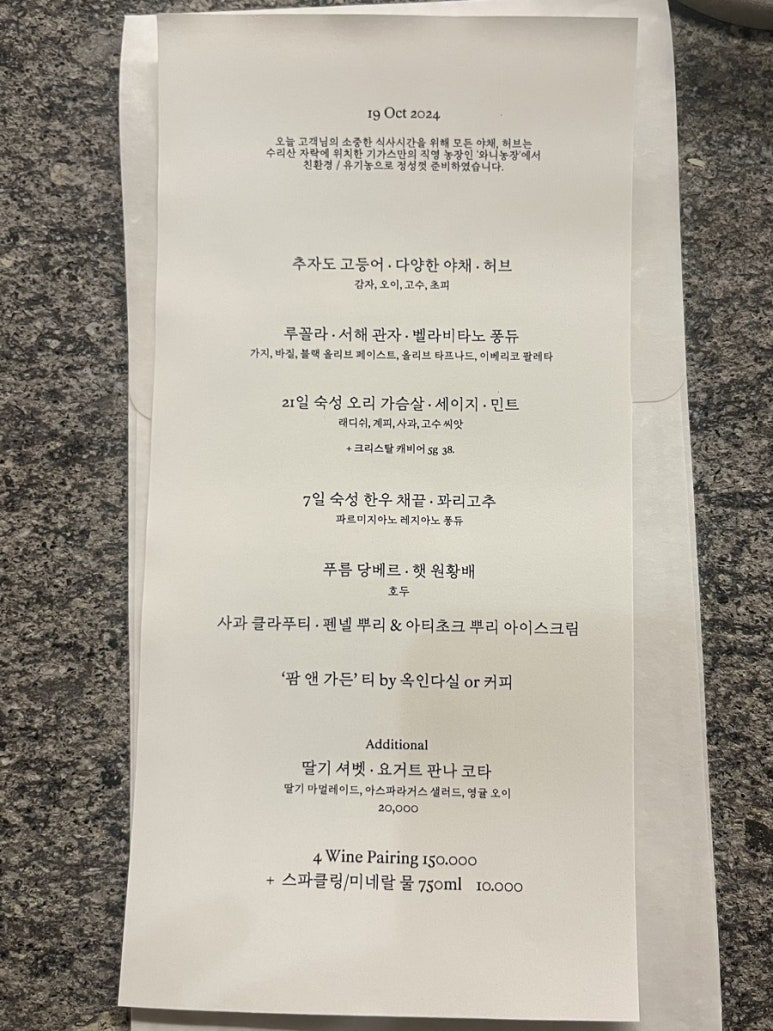 19 Oct 2024
오늘 고객님의 소중한 식사시간을 위해 모든 야채, 허브는
수리산 자락에 위치한 기가스만의 직영 농장인 '와니농장'에서
친환경 / 유기농으로 정성껏 준비하였습니다.
추자도 고등어 · 다양한 야채 · 허브
감자, 오이, 고수, 초피
루꼴라 · 서해 관자 · 벨라비타노 퐁듀
가지, 바질, 블랙 올리브 페이스트, 올리브 타프나드, 이베리코 팔레타
21일 숙성 오리 가슴살 · 세이지 · 민트
래디쉬, 계피, 사과, 고수 씨앗
+ 크리스탈 캐비어 5g 38.
7일 숙성 한우 채끝 · 꽈리고추
파르미지아노 레지아노 퐁듀
푸름 당베르 · 햇 원황배
호두
사과 클라푸티 · 펜넬 뿌리 & 아티초크 뿌리 아이스크림
‘팜 앤 가든’ 티 by 옥인다실 or 커피
Additional
딸기 셔벳 · 요거트 판나 코타
딸기 마멀레이드, 아스파라거스 샐러드, 영귤 오이
20,000
4 Wine Pairing 150.000
+ 스파클링/미네랄 물 750ml 10.000